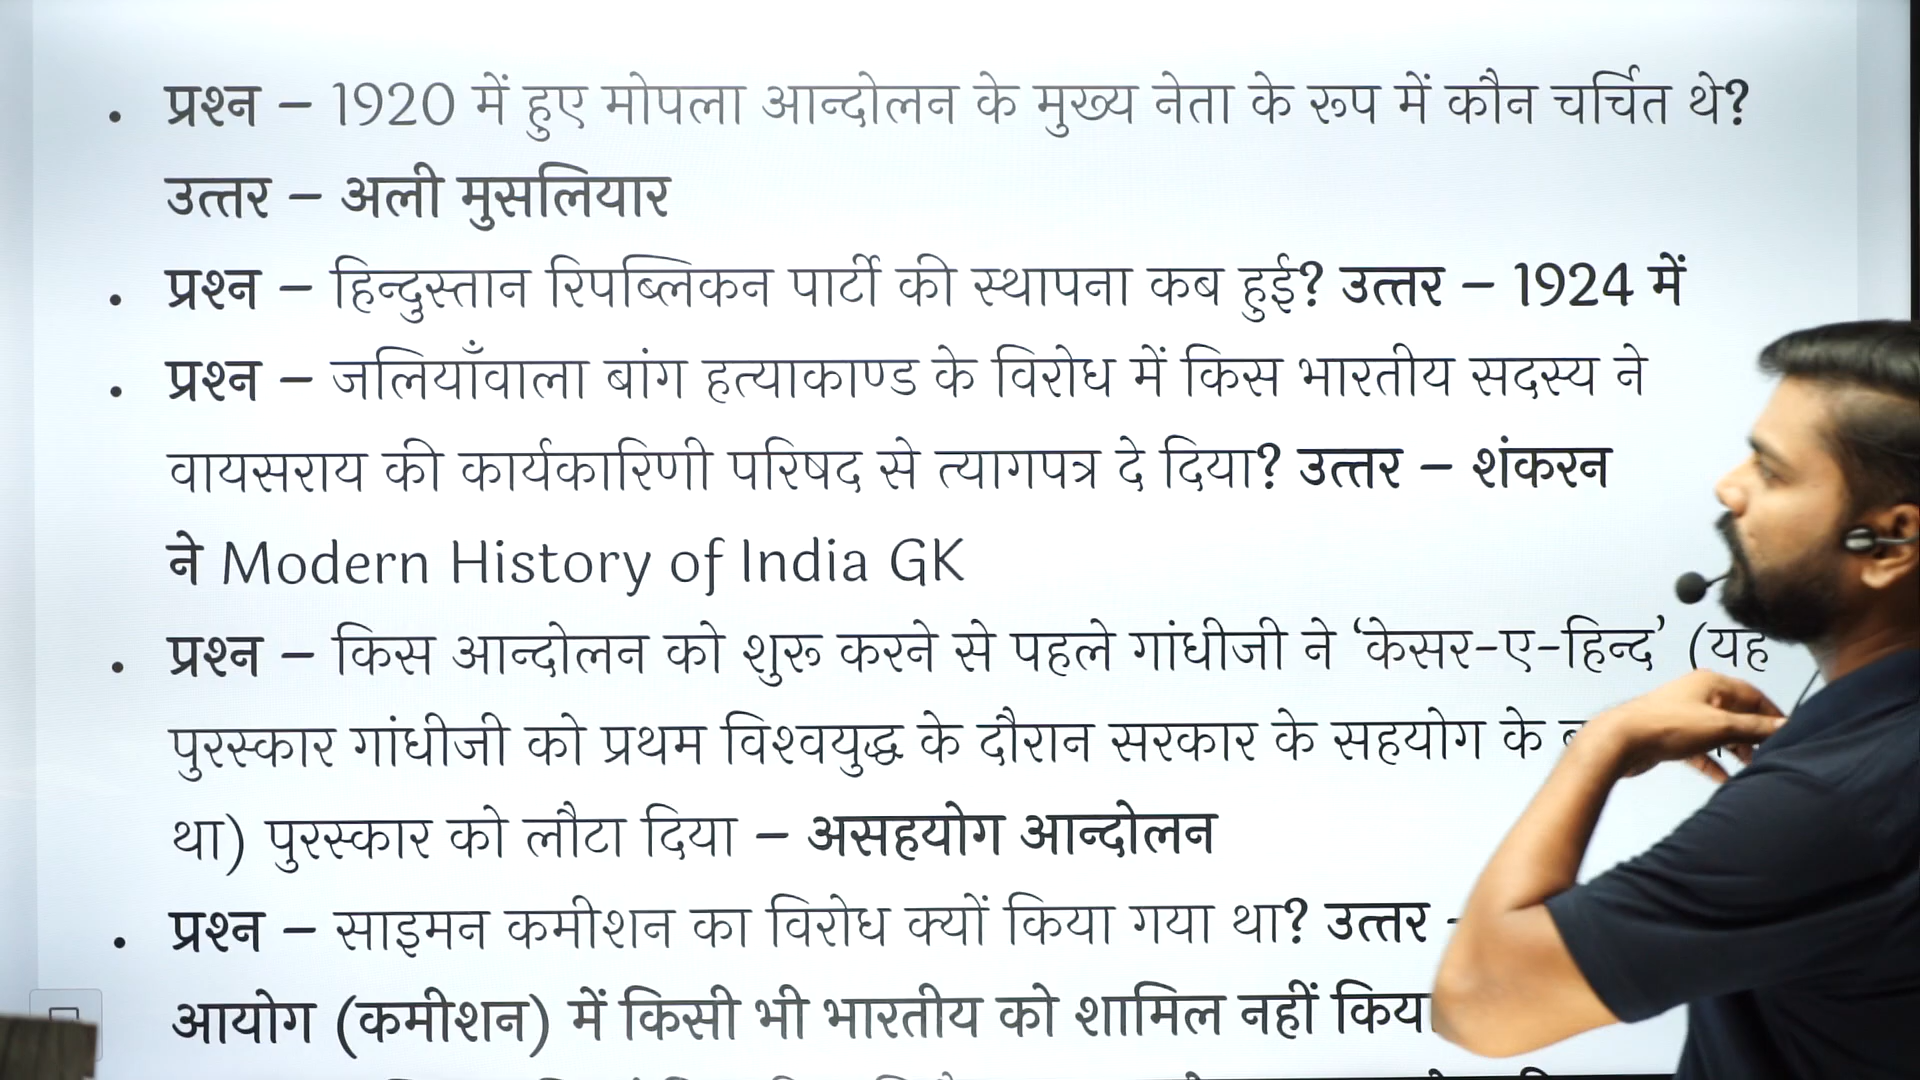 • प्रश्न – 1920 में हुए मोपला आन्दोलन के मुख्य नेता के रूप में कौन चर्चित थे?
उत्तर – अली मुसलियार
• प्रश्न – हिन्दुस्तान रिपब्लिकन पार्टी की स्थापना कब हुई? उत्तर – 1924 में
• प्रश्न – जलियाँवाला बांग हत्याकाण्ड के विरोध में किस भारतीय सदस्य ने
वायसराय की कार्यकारिणी परिषद से त्यागपत्र दे दिया? उत्तर – शंकरन
ने Modern History of India GK
• प्रश्न – किस आन्दोलन को शुरू करने से पहले गांधीजी ने ‘केसर-ए-हिन्द’ (यह
पुरस्कार गांधीजी को प्रथम विश्वयुद्ध के दौरान सरकार के सहयोग के
था) पुरस्कार को लौटा दिया – असहयोग आन्दोलन
• प्रश्न – साइमन कमीशन का विरोध क्यों किया गया था? उत्तर -
आयोग (कमीशन) में किसी भी भारतीय को शामिल नहीं किया